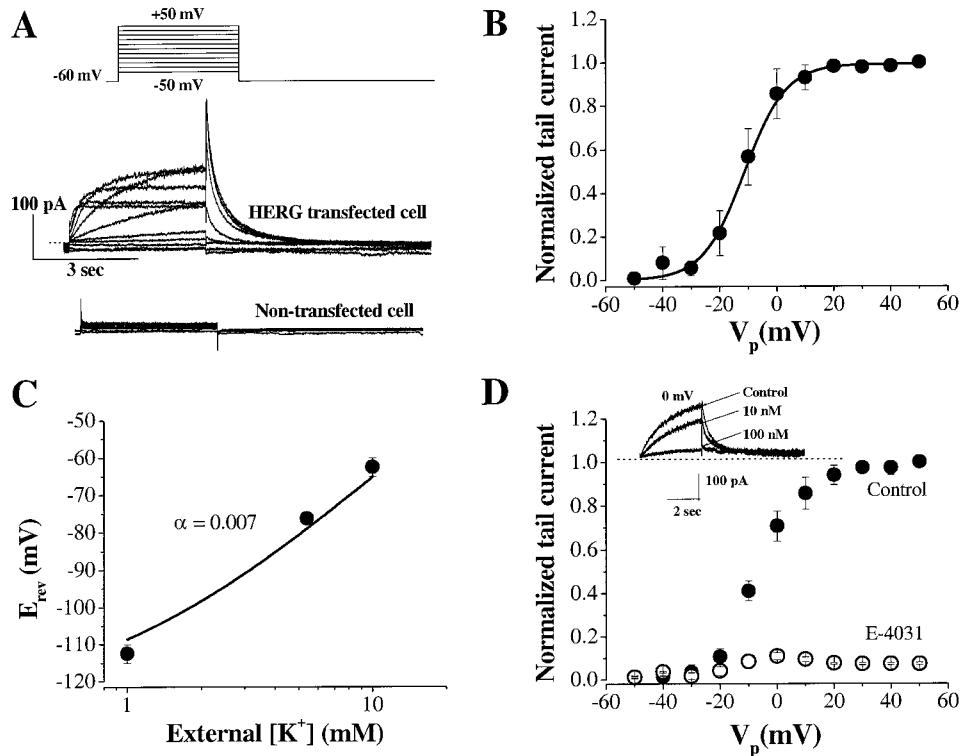 A
+50 mV
-60 mV
-50 mV
100 pA
HERG transfected cell
3 sec
Non-transfected cell
B
Normalized tail current
1.2
1.0
0.8
0.6
0.4
0.2
0.0
-60 -40 -20 0 20 40 60
Vp(mV)
C
Erev (mV)
-50
-60
-70
-80
-90
-100
-110
-120
α = 0.007
1 10
External [K+] (mM)
D
Normalized tail current
1.2
1.0
0.8
0.6
0.4
0.2
0.0
0 mV
Control
10 nM
100 nM
100 pA
2 sec
Control
E-4031
-60 -40 -20 0 20 40 60
Vp(mV)